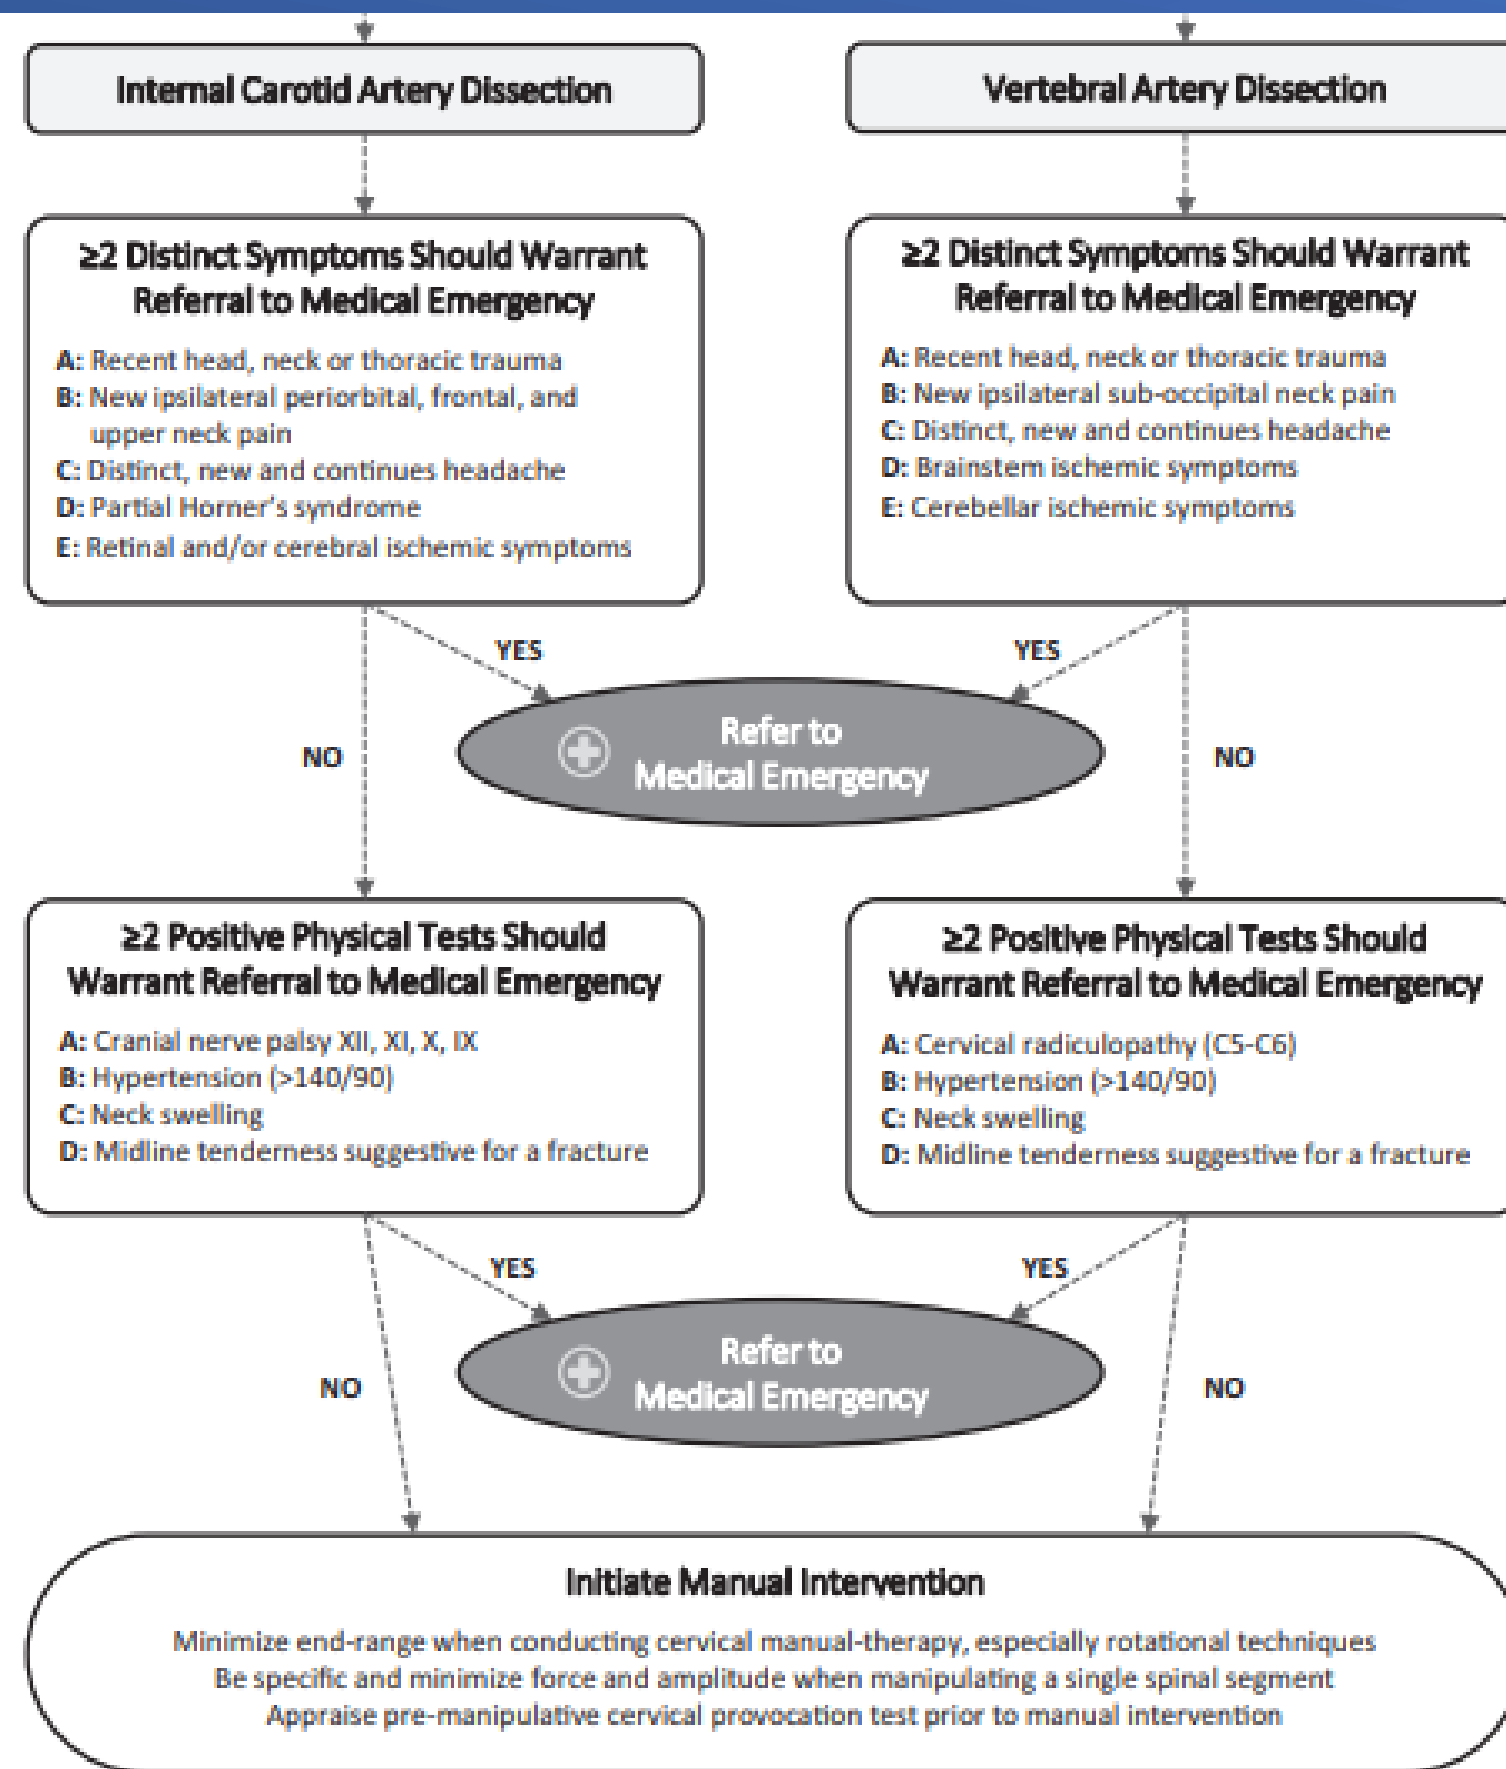 Internal Carotid Artery Dissection
Vertebral Artery Dissection
≥2 Distinct Symptoms Should Warrant
Referral to Medical Emergency
A: Recent head, neck or thoracic trauma
B: New ipsilateral periorbital, frontal, and
upper neck pain
C: Distinct, new and continues headache
D: Partial Horner's syndrome
E: Retinal and/or cerebral ischemic symptoms
≥2 Distinct Symptoms Should Warrant
Referral to Medical Emergency
A: Recent head, neck or thoracic trauma
B: New ipsilateral sub-occipital neck pain
C: Distinct, new and continues headache
D: Brainstem ischemic symptoms
E: Cerebellar ischemic symptoms
YES
YES
Refer to
Medical Emergency
NO
NO
≥2 Positive Physical Tests Should
Warrant Referral to Medical Emergency
A: Cranial nerve palsy XII, XI, X, IX
B: Hypertension (>140/90)
C: Neck swelling
D: Midline tenderness suggestive for a fracture
≥2 Positive Physical Tests Should
Warrant Referral to Medical Emergency
A: Cervical radiculopathy (C5-C6)
B: Hypertension (>140/90)
C: Neck swelling
D: Midline tenderness suggestive for a fracture
YES
YES
Refer to
Medical Emergency
NO
NO
Initiate Manual Intervention
Minimize end-range when conducting cervical manual-therapy, especially rotational techniques
Be specific and minimize force and amplitude when manipulating a single spinal segment
Appraise pre-manipulative cervical provocation test prior to manual intervention